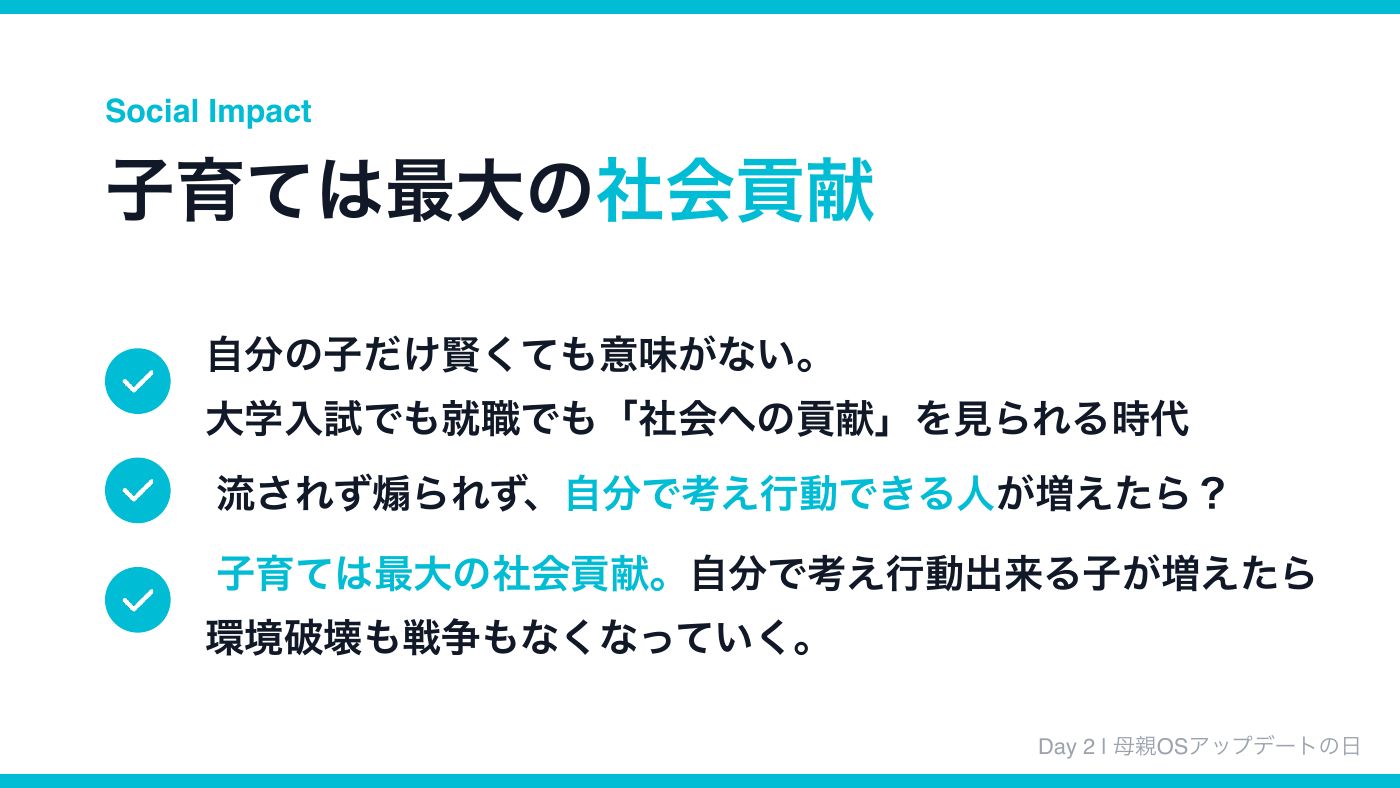 Social Impact
子育ては最大の社会貢献
自分の子だけ賢くても意味がない。
大学入試でも就職でも「社会への貢献」を見られる時代
流されず煽られず、自分で考え行動できる人が増えたら？
子育ては最大の社会貢献。自分で考え行動出来る子が増えたら
環境破壊も戦争もなくなっていく。
Day 2 | 母親OSアップデートの日